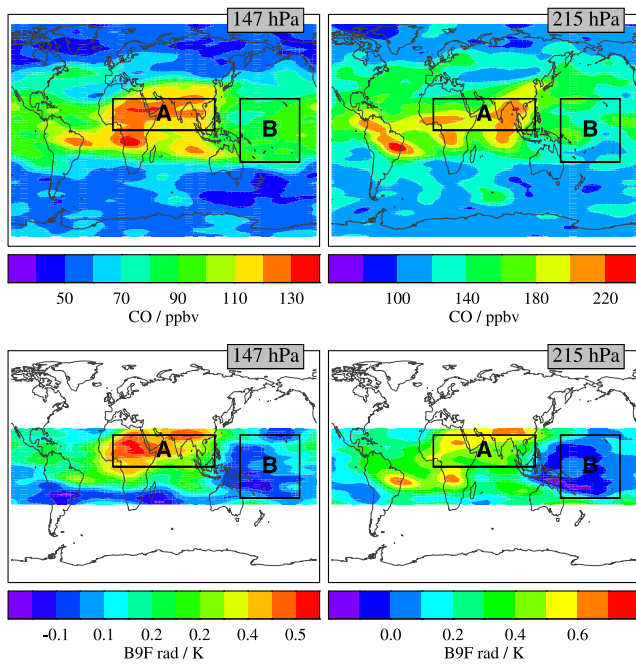 147 hPa
215 hPa
A
B
A
B
50 70 90 110 130
CO / ppbv
100 140 180 220
CO / ppbv
147 hPa
215 hPa
A
B
A
B
-0.1 0.1 0.2 0.2 0.4 0.5
B9F rad / K
0.0 0.2 0.4 0.6
B9F rad / K